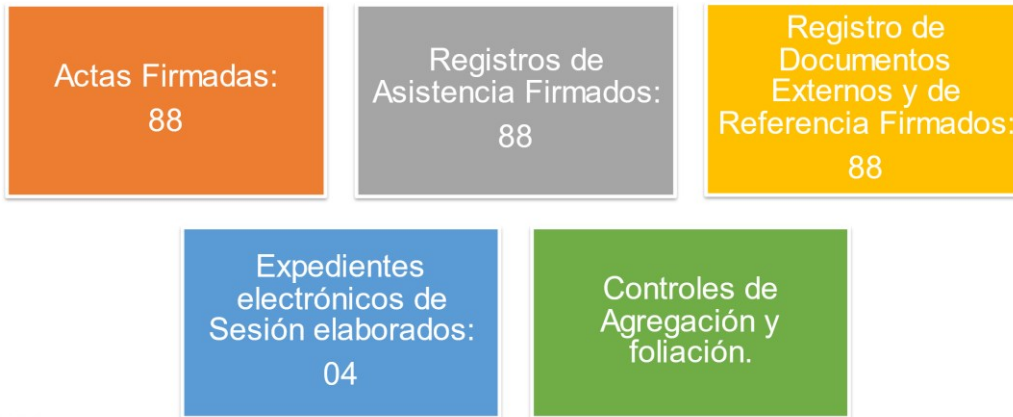 Actas Firmadas:
88
Registros de
Asistencia Firmados:
88
Registro de
Documentos
Externos y de
Referencia Firmados:
88
Expedientes
electrónicos de
Sesión elaborados:
04
Controles de
Agregación y
foliación.